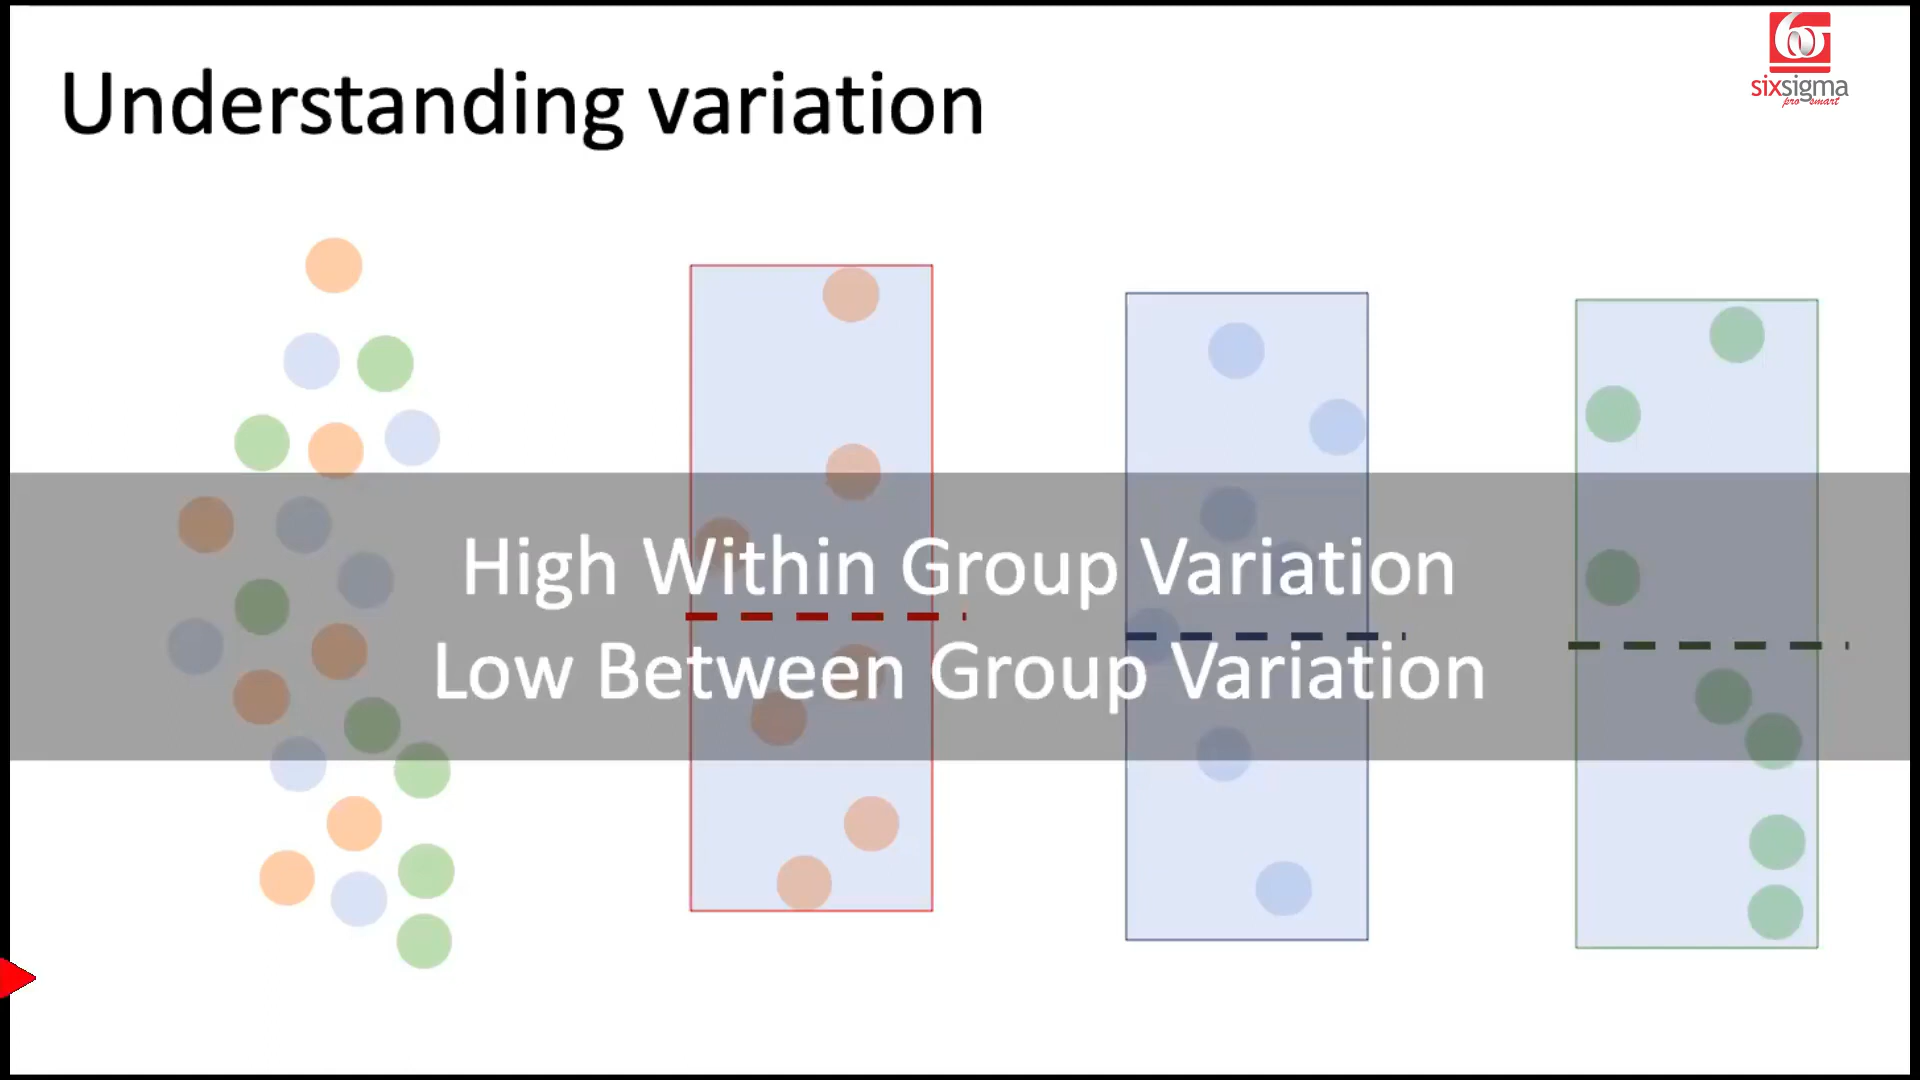 Understanding variation
sixsigma
pro smart
High Within Group Variation
Low Between Group Variation